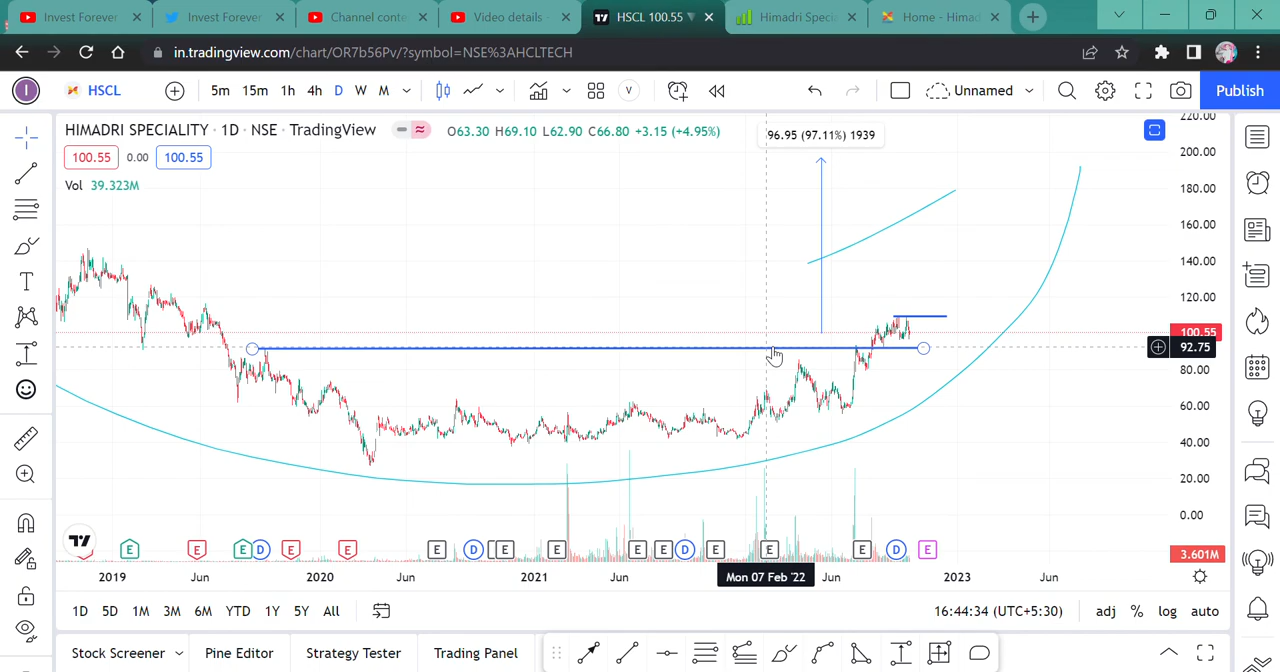 Invest Forever
Invest Forever
Channel conte
Video details -
HSCL 100.55 ▼
Himadri Speci
Home - Himad
in.tradingview.com/chart/OR7b56Pv/?symbol=NSE%3AHCLTECH
I
HSCL
5m 15m 1h 4h D W M
V
Unnamed
Publish
HIMADRI SPECIALITY · 1D · NSE · TradingView
O63.30 H69.10 L62.90 C66.80 +3.15 (+4.95%)
100.55 0.00 100.55
Vol 39.323M
96.95 (97.11%) 1939
220.00
200.00
180.00
160.00
140.00
120.00
100.55
92.75
80.00
60.00
40.00
20.00
0.00
3.601M
E E E D E E E D E E E E D E E E D E
2019 Jun 2020 Jun 2021 Jun Mon 07 Feb '22 Jun 2023 Jun
1D 5D 1M 3M 6M YTD 1Y 5Y All
16:44:34 (UTC+5:30) adj % log auto
Stock Screener Pine Editor Strategy Tester Trading Panel